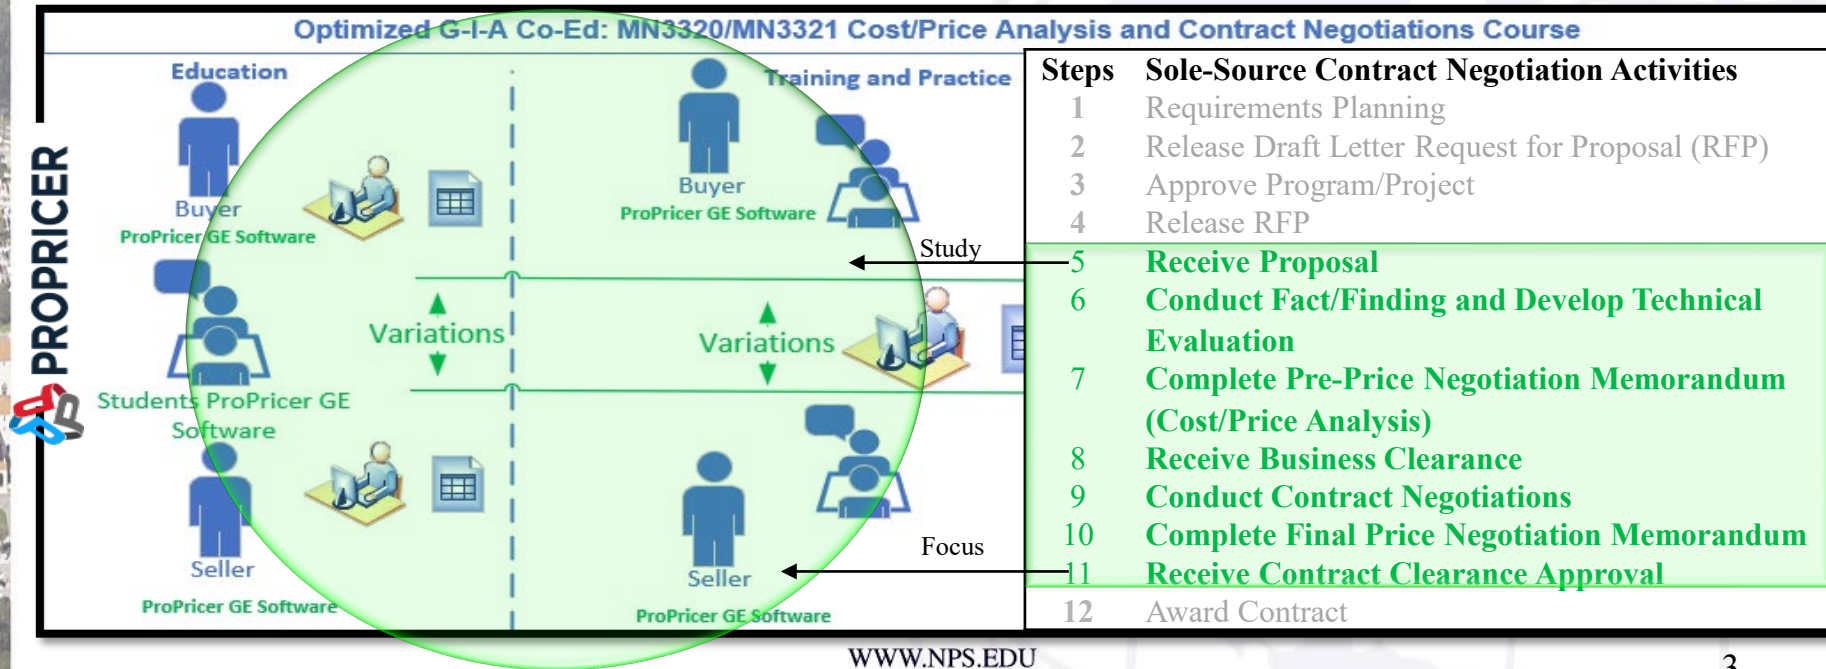 Optimized G-I-A Co-Ed: MN3320/MN3321 Cost/Price Analysis and Contract Negotiations Course
Education
Training and Practice
Buyer
ProPricer GE Software
Buyer
ProPricer GE Software
PROPRICER
Variations
Variations
Students ProPricer GE
Software
Seller
ProPricer GE Software
Seller
ProPricer GE Software
Study
Focus
Steps Sole-Source Contract Negotiation Activities
1 Requirements Planning
2 Release Draft Letter Request for Proposal (RFP)
3 Approve Program/Project
4 Release RFP
5 Receive Proposal
6 Conduct Fact/Finding and Develop Technical
Evaluation
7 Complete Pre-Price Negotiation Memorandum
(Cost/Price Analysis)
8 Receive Business Clearance
9 Conduct Contract Negotiations
10 Complete Final Price Negotiation Memorandum
11 Receive Contract Clearance Approval
12 Award Contract
WWW.NPS.EDU
3